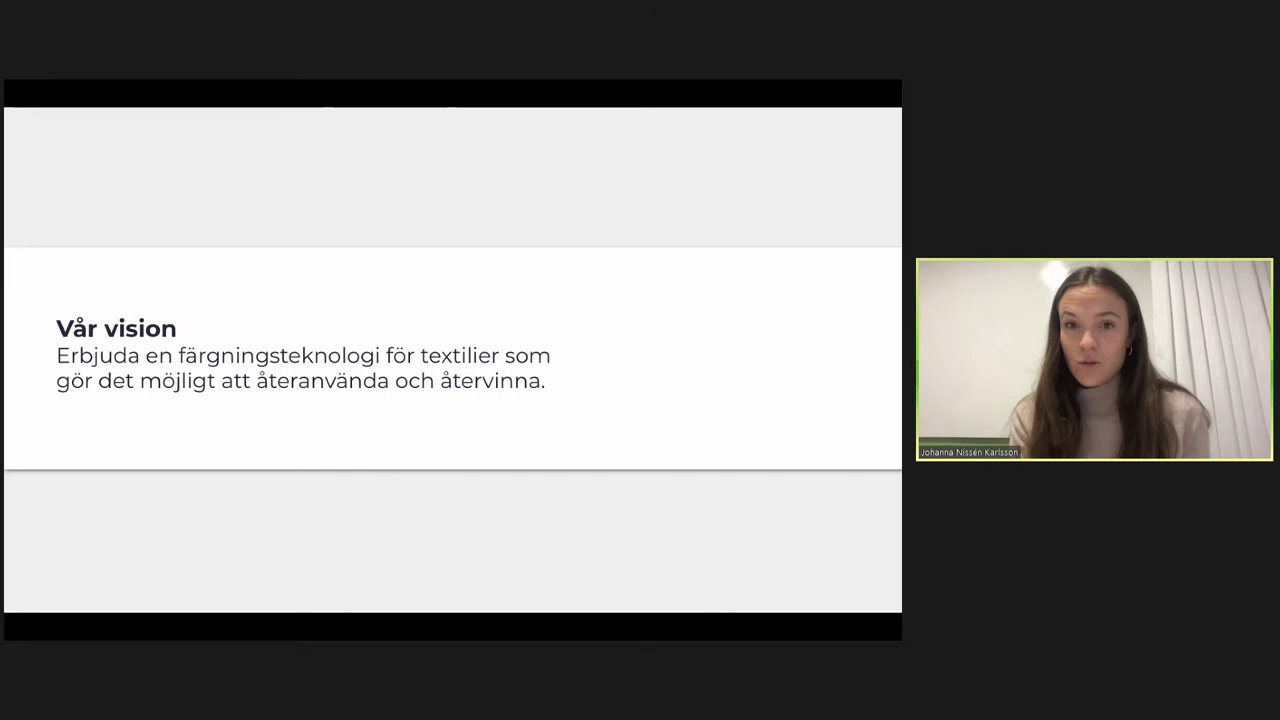 Vår vision
Erbjuda en färgningsteknologi för textilier som
gör det möjligt att återanvända och återvinna.
Johanna Nissén Karlsson